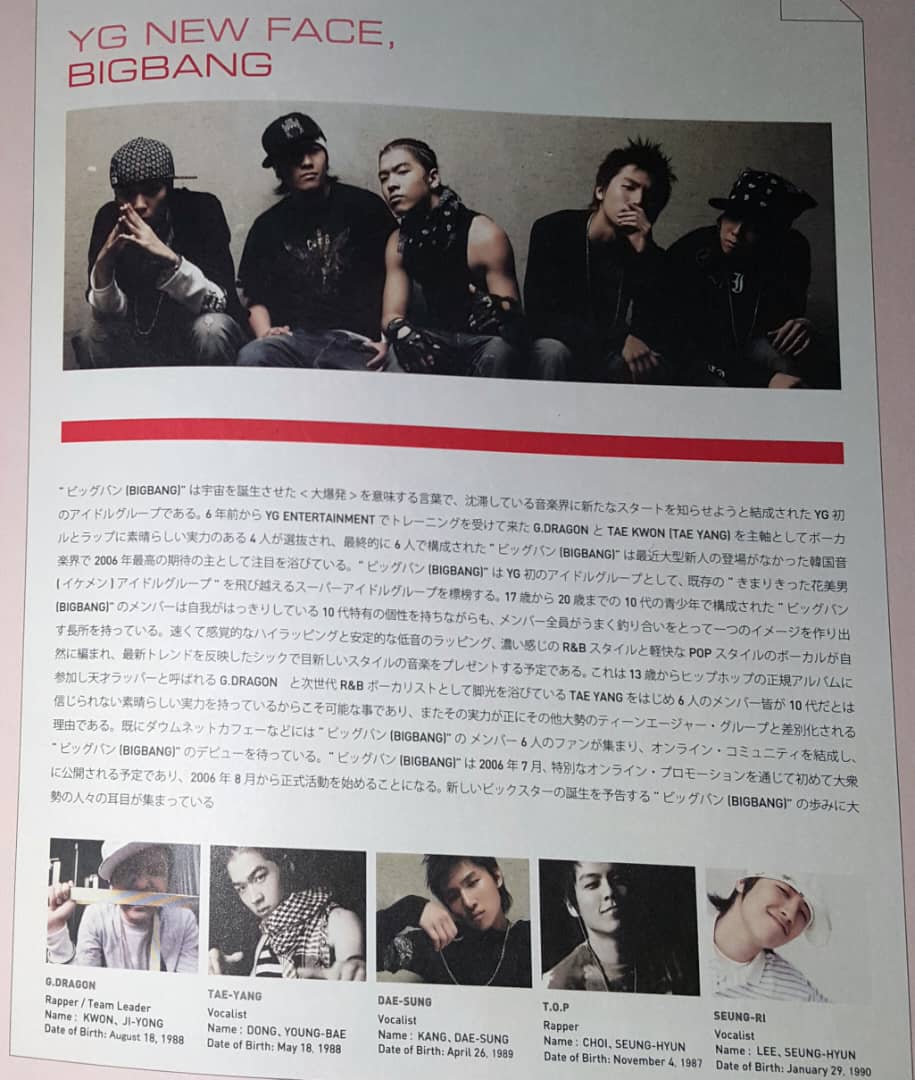 YG NEW FACE,
BIGBANG
“ ビッグバン (BIGBANG)” は宇宙を誕生させた < 大爆発 > を意味する言葉で、沈滞している音楽界に新たなスタートを知らせようと結成された YG 初
のアイドルグループである。6 年前から YG ENTERTAINMENT でトレーニングを受けて来た G.DRAGON と TAE KWON (TAE YANG) を主軸としてボーカ
ルとラップに素晴らしい実力のある 4 人が選抜され、最終的に 6 人で構成された “ ビッグバン (BIGBANG)” は最近大型新人の登場がなかった韓国音
楽界で 2006 年最高の期待の主として注目を浴びている。“ ビッグバン (BIGBANG)” は YG 初のアイドルグループとして、既存の “ きまりきった花美男
( イケメン ) アイドルグループ “ を飛び越えるスーパーアイドルグループを標榜する。17 歳から 20 歳までの 10 代の青少年で構成された “ ビッグバン
(BIGBANG)” のメンバーは自我がはっきりしている 10 代特有の個性を持ちながらも、メンバー全員がうまく釣り合いをとって一つのイメージを作り出
す長所を持っている。速くて感覚的なハイラッピングと安定的な低音のラッピング、濃い感じの R&B スタイルと軽快な POP スタイルのボーカルが自
然に編まれ、最新トレンドを反映したシックで目新しいスタイルの音楽をプレゼントする予定である。これは 13 歳からヒップホップの正規アルバムに
参加し天才ラッパーと呼ばれる G.DRAGON と次世代 R&B ボーカリストとして脚光を浴びている TAE YANG をはじめ 6 人のメンバー皆が 10 代だとは
信じられない素晴らしい実力を持っているからこそ可能な事であり、またその実力が正にその他大勢のティーンエージャー・グループと差別化される
理由である。既にダウムネットカフェーなどには “ ビッグバン (BIGBANG)” の メンバー 6 人のファンが集まり、オンライン・コミュニティを結成し、
“ ビッグバン (BIGBANG)” のデビューを待っている。“ ビッグバン (BIGBANG)” は 2006 年 7 月、特別なオンライン・プロモーションを通じて初めて大衆
に公開される予定であり、2006 年 8 月から正式活動を始めることになる。新しいビックスターの誕生を予告する “ ビッグバン (BIGBANG)” の歩みに大
勢の人々の耳目が集まっている
G.DRAGON
Rapper / Team Leader
Name : KWON, JI-YONG
Date of Birth: August 18, 1988
TAE-YANG
Vocalist
Name : DONG, YOUNG-BAE
Date of Birth: May 18, 1988
DAE-SUNG
Vocalist
Name : KANG, DAE-SUNG
Date of Birth: April 26, 1989
T.O.P
Rapper
Name : CHOI, SEUNG-HYUN
Date of Birth: November 4, 1987
SEUNG-RI
Vocalist
Name : LEE, SEUNG-HYUN
Date of Birth: January 29, 1990